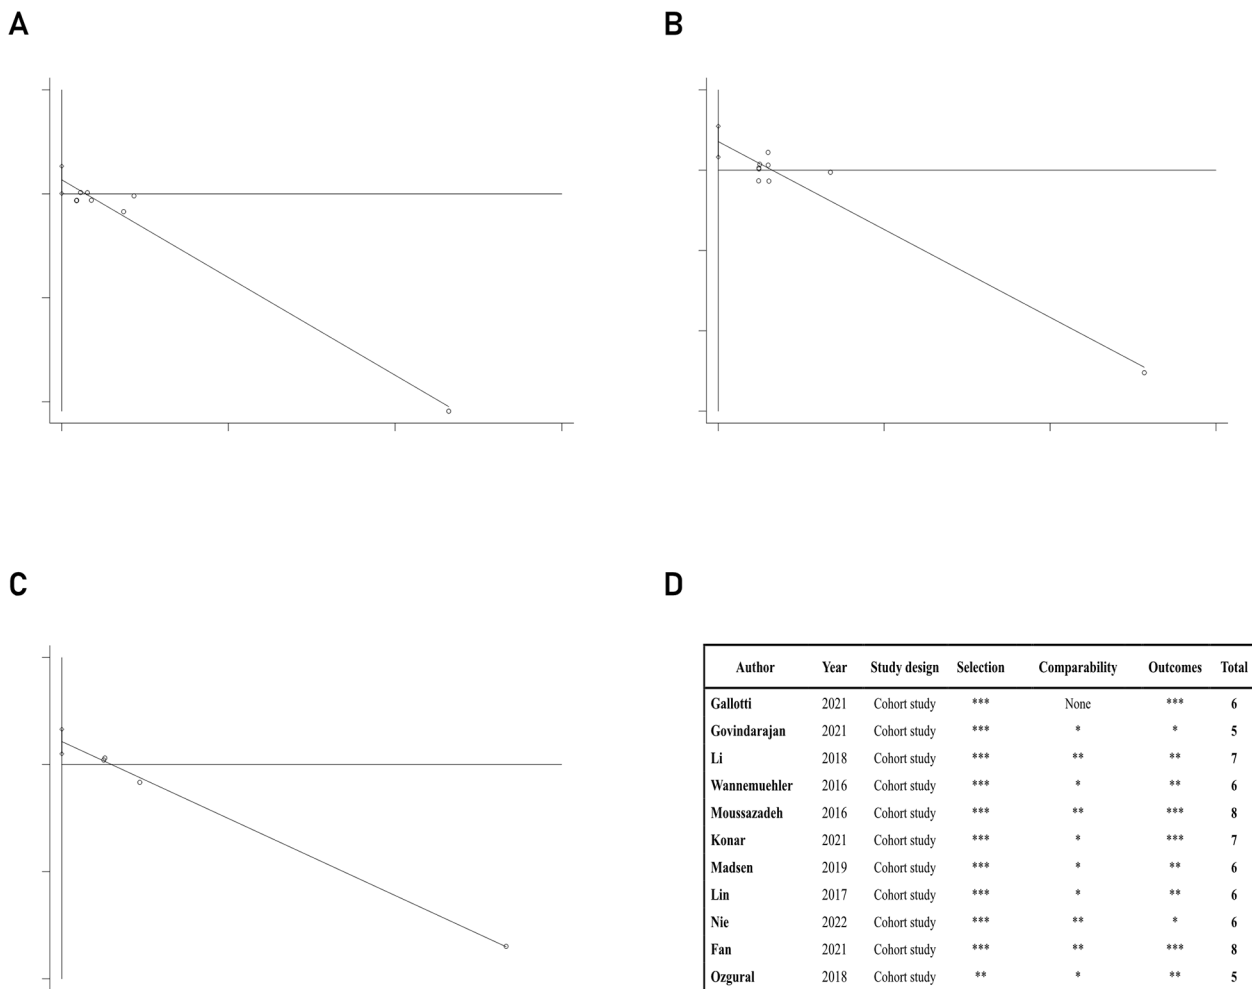 A
B
C
D
Author Year Study design Selection Comparability Outcomes Total
Gallotti 2021 Cohort study *** None *** 6
Govindarajan 2021 Cohort study *** * * 5
Li 2018 Cohort study *** ** ** 7
Wannemuehler 2016 Cohort study *** * ** 6
Moussazadeh 2016 Cohort study *** ** *** 8
Konar 2021 Cohort study *** * *** 7
Madsen 2019 Cohort study *** * ** 6
Lin 2017 Cohort study *** * ** 6
Nie 2022 Cohort study *** ** * 6
Fan 2021 Cohort study *** ** *** 8
Ozgural 2018 Cohort study ** * ** 5